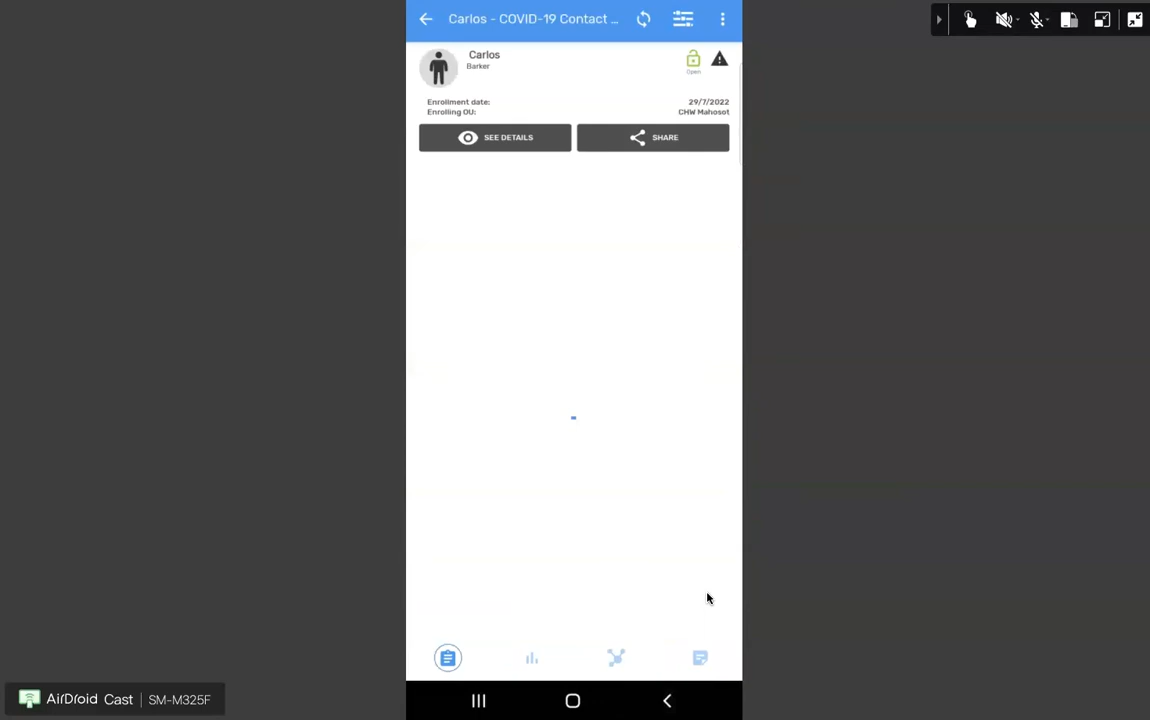 Carlos - COVID-19 Contact ...
Carlos
Barker
Open
Enrollment date: 29/7/2022
Enrolling OU: CHW Mahosot
SEE DETAILS SHARE
AirDroid Cast | SM-M325F